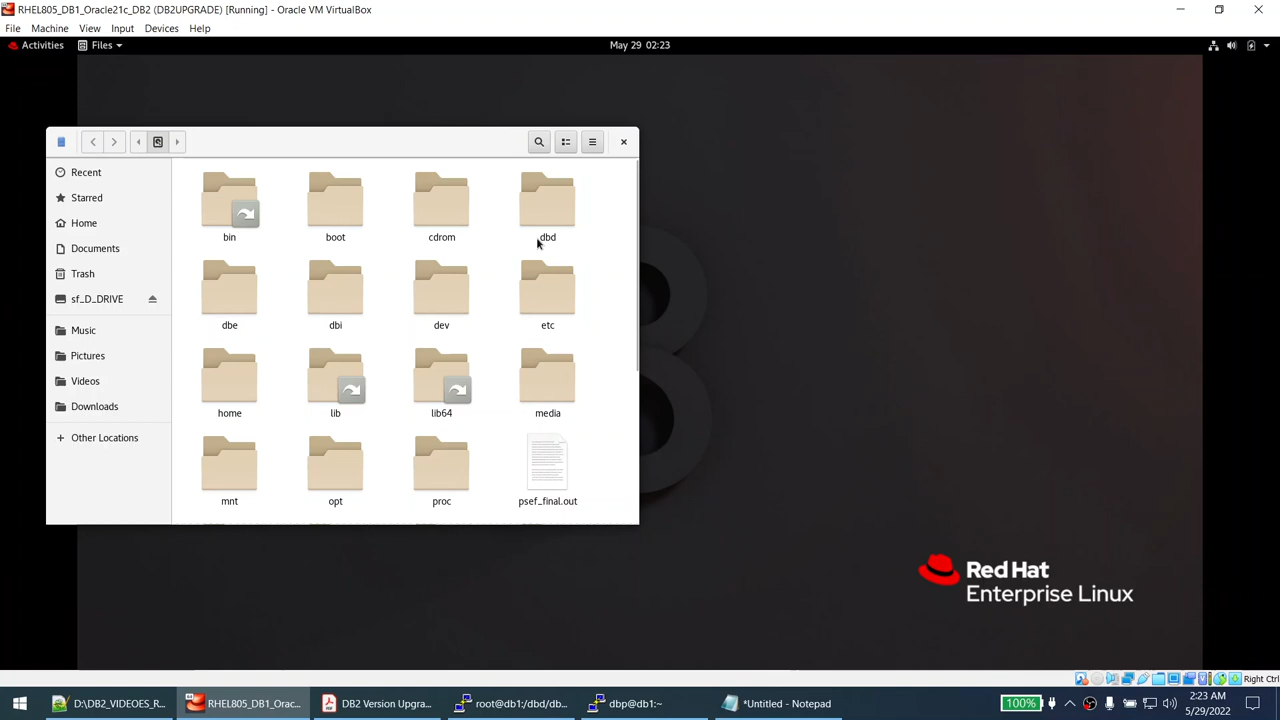 RHEL805_DB1_Oracle21c_DB2 (DB2UPGRADE) [Running] - Oracle VM VirtualBox
File Machine View Input Devices Help
Activities Files May 29 02:23
Recent
Starred
Home
Documents
Trash
sf_D_DRIVE
Music
Pictures
Videos
Downloads
Other Locations
bin boot cdrom dbd
dbe dbi dev etc
home lib lib64 media
mnt opt proc psef_final.out
Red Hat
Enterprise Linux
Right Ctrl
D:\DB2_VIDEOES_R... RHEL805_DB1_Orac... DB2 Version Upgra... root@db1:/dbd/db... dbp@db1:~ *Untitled - Notepad 100% 2:23 AM
5/29/2022